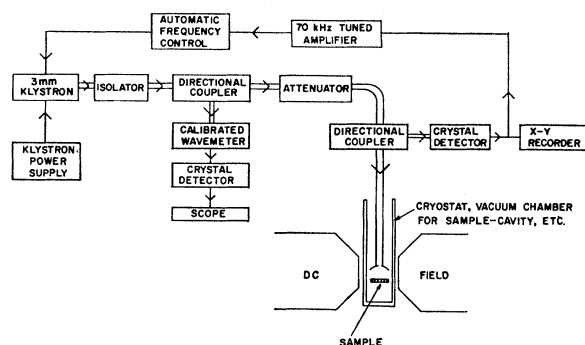 AUTOMATIC
FREQUENCY
CONTROL
70 kHz TUNED
AMPLIFIER
3mm
KLYSTRON
ISOLATOR
DIRECTIONAL
COUPLER
ATTENUATOR
CALIBRATED
WAVEMETER
DIRECTIONAL
COUPLER
CRYSTAL
DETECTOR
X-Y
RECORDER
KLYSTRON
POWER
SUPPLY
CRYSTAL
DETECTOR
SCOPE
CRYOSTAT, VACUUM CHAMBER
FOR SAMPLE-CAVITY, ETC.
DC
FIELD
SAMPLE